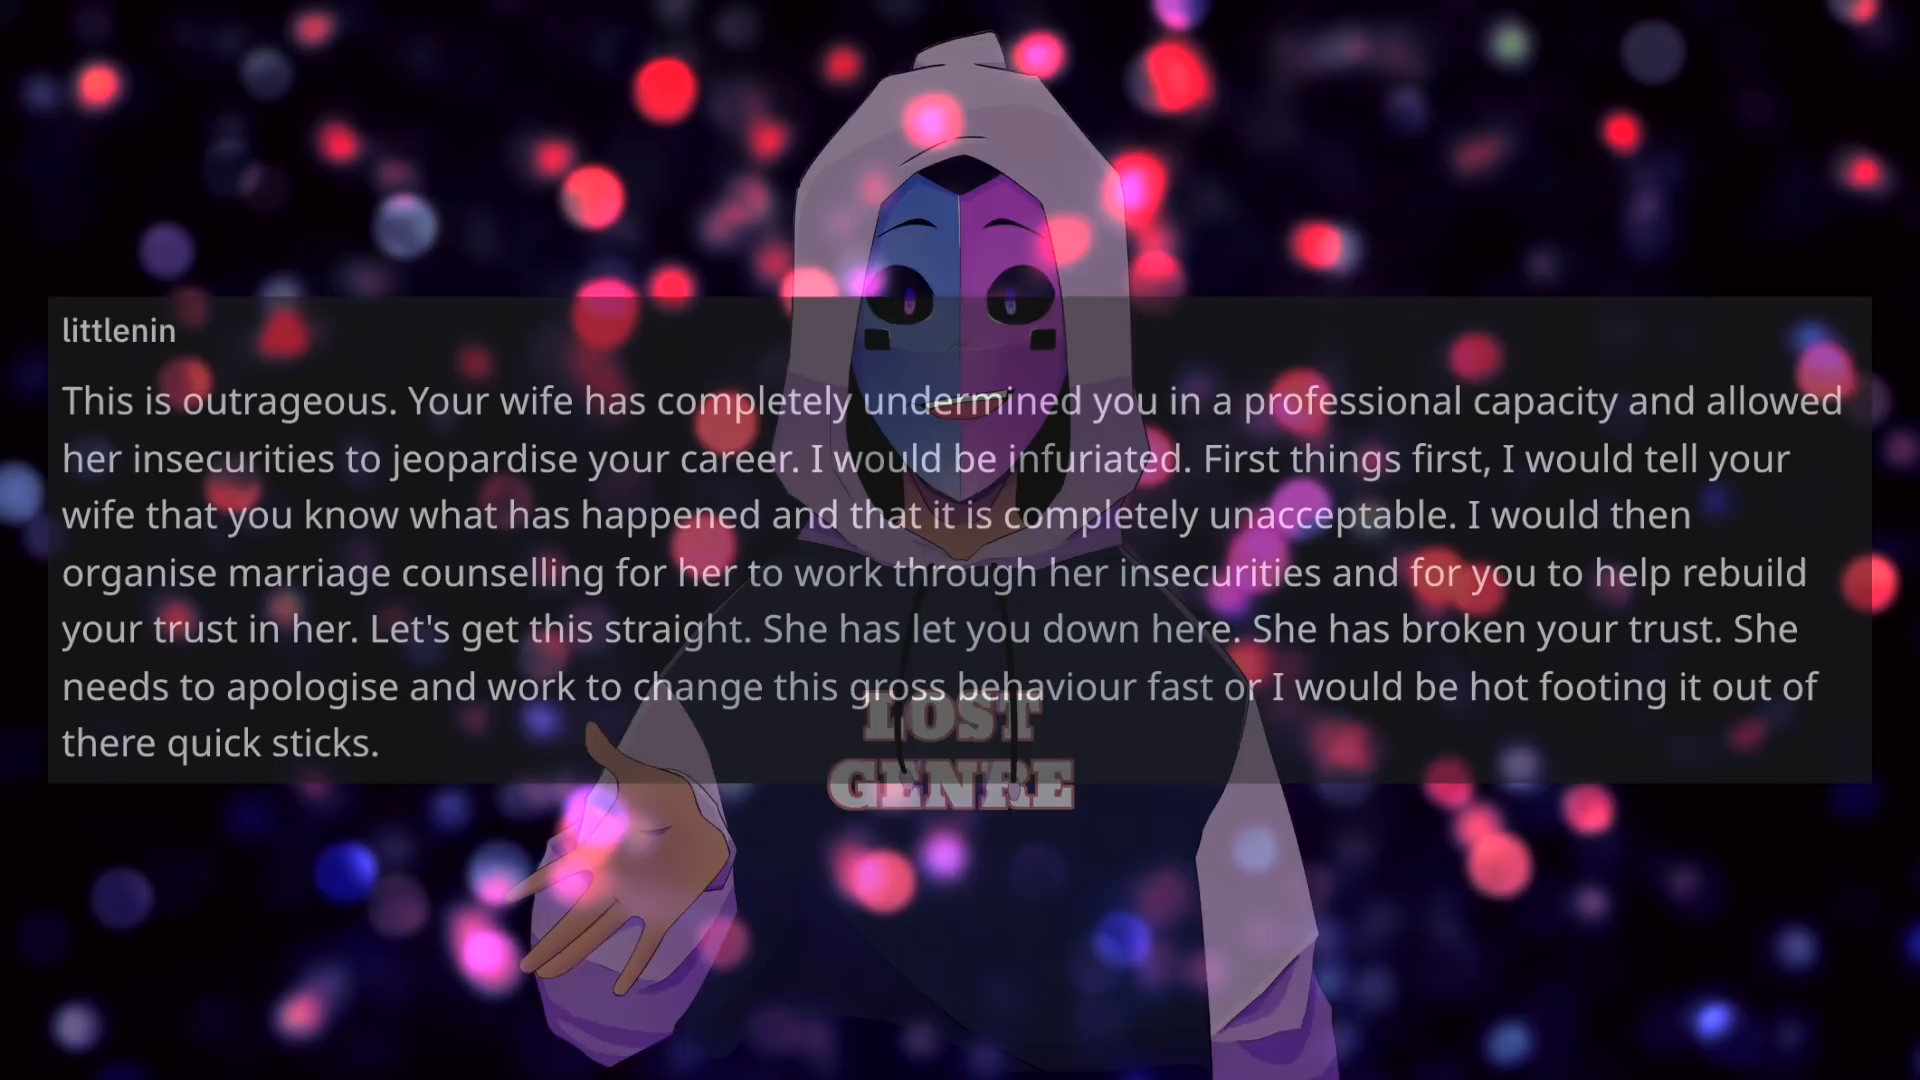 littlenin
This is outrageous. Your wife has completely undermined you in a professional capacity and allowed
her insecurities to jeopardise your career. I would be infuriated. First things first, I would tell your
wife that you know what has happened and that it is completely unacceptable. I would then
organise marriage counselling for her to work through her insecurities and for you to help rebuild
your trust in her. Let's get this straight. She has let you down here. She has broken your trust. She
needs to apologise and work to change this gross behaviour fast or I would be hot footing it out of
there quick sticks.
LOST
GENRE